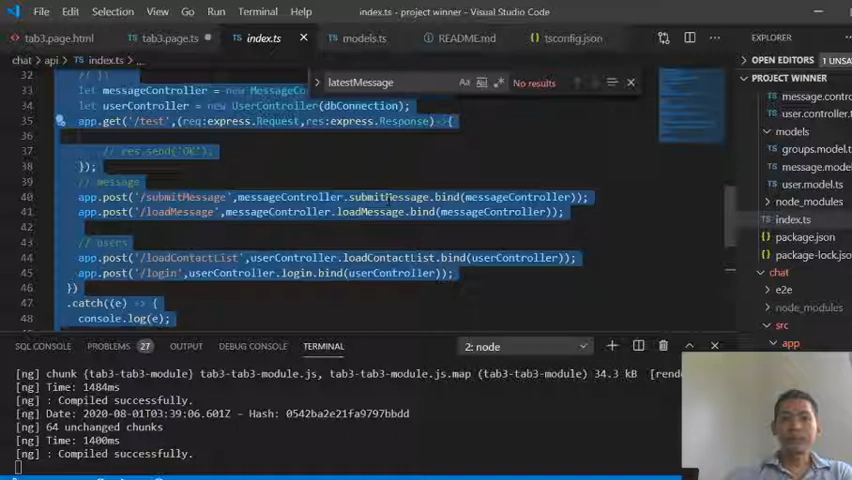 File Edit Selection View Go Run Terminal Help index.ts - project winner - Visual Studio Code
tab3.page.html tab3.page.ts index.ts models.ts README.md tsconfig.json
chat > api > index.ts > ...
latestMessage Aa No results
EXPLORER
OPEN EDITORS 1 UNSA
PROJECT WINNER
message.contr
user.controller.t
models
groups.model.ts
message.model
user.model.ts
node_modules
index.ts
package.json
package-lock.jso
chat
e2e
node_modules
src
app
32 // })
33 let messageController = new MessageCon
34 let userController = new UserController(dbConnection);
35 app.get('/test',(req:express.Request,res:express.Response)=>{
36
37 // res.send('OK');
38 });
39 // message
40 app.post('/submitMessage',messageController.submitMessage.bind(messageController));
41 app.post('/loadMessage',messageController.loadMessage.bind(messageController));
42
43 // users
44 app.post('/loadContactList',userController.loadContactList.bind(userController));
45 app.post('/login',userController.login.bind(userController));
46 })
47 .catch((e) => {
48 console.log(e);
SQL CONSOLE PROBLEMS 27 OUTPUT DEBUG CONSOLE TERMINAL 2: node
[ng] chunk {tab3-tab3-module} tab3-tab3-module.js, tab3-tab3-module.js.map (tab3-tab3-module) 34.3 kB [rende
[ng] Time: 1484ms
[ng] : Compiled successfully.
[ng] Date: 2020-08-01T03:39:06.601Z - Hash: 0542ba2e21fa9797bbdd
[ng] 64 unchanged chunks
[ng] Time: 1400ms
[ng] : Compiled successfully.